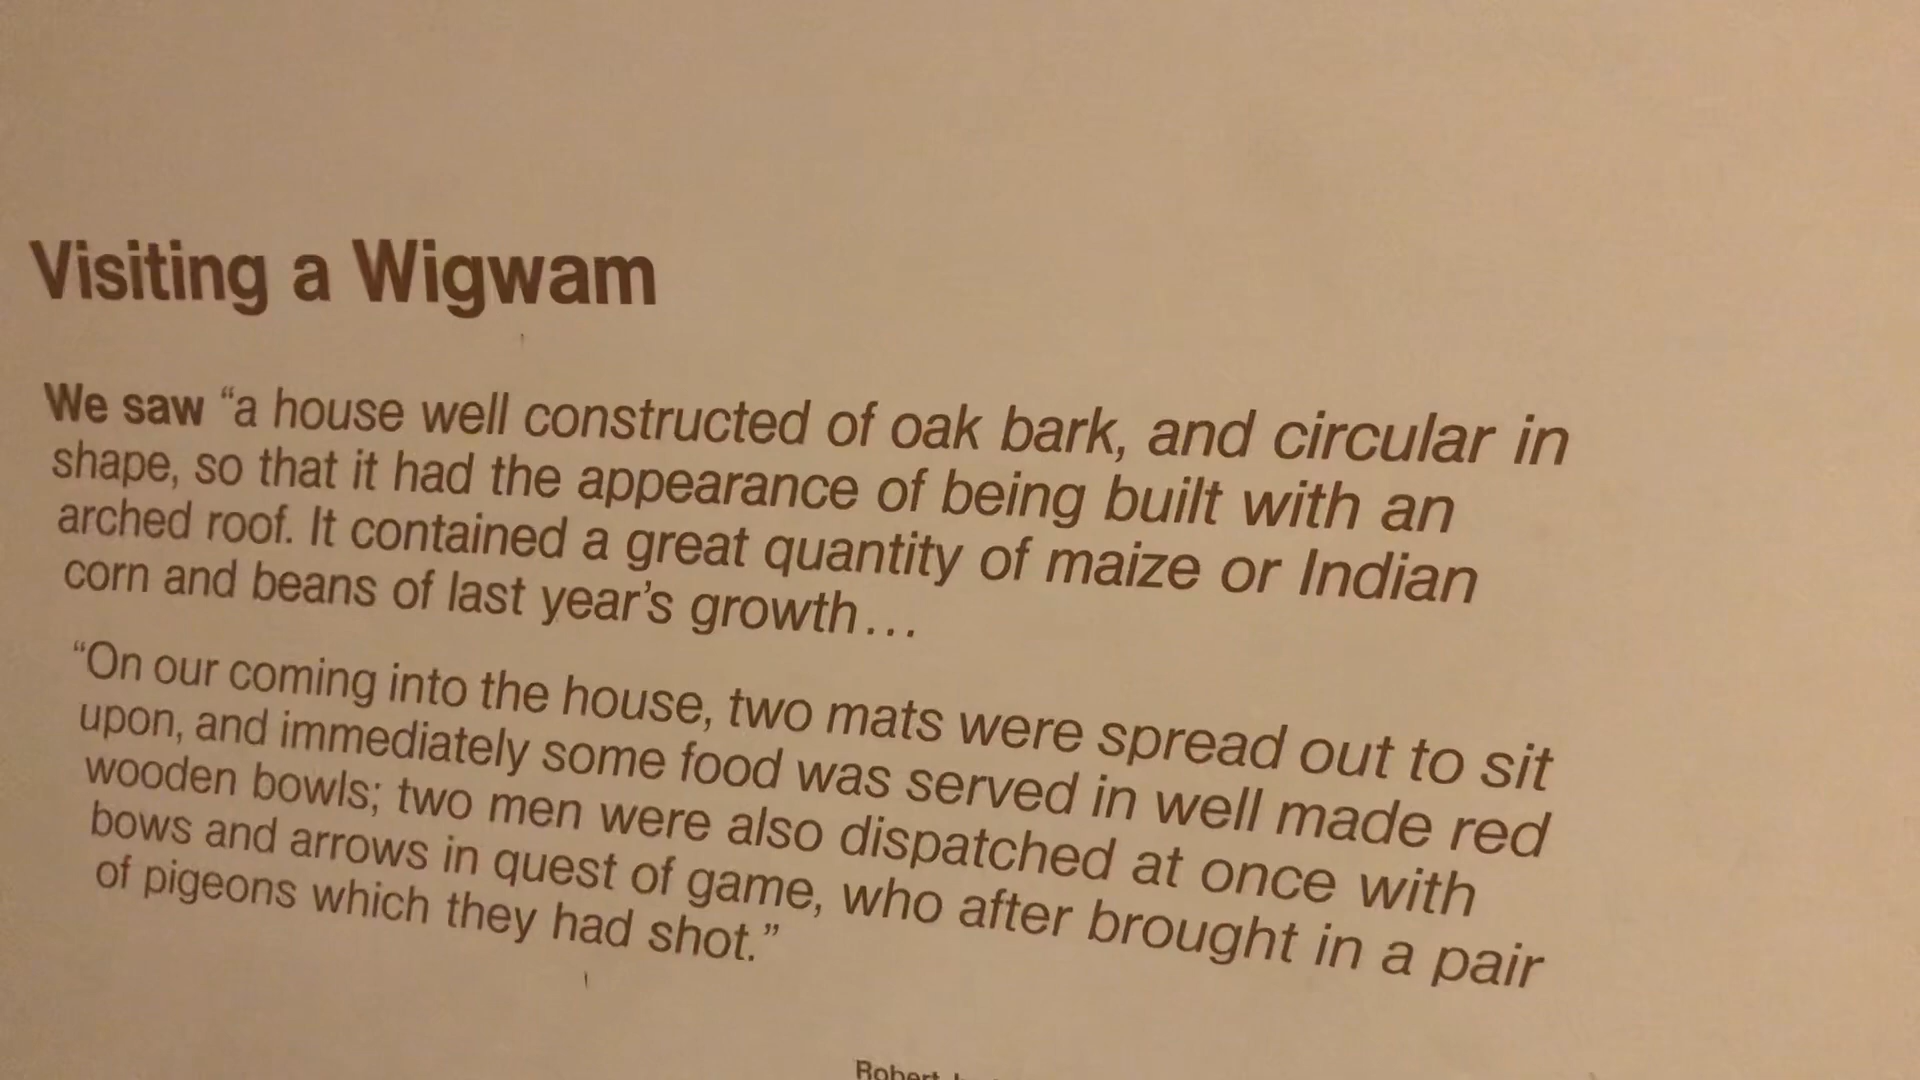 Visiting a Wigwam
We saw “a house well constructed of oak bark, and circular in
shape, so that it had the appearance of being built with an
arched roof. It contained a great quantity of maize or Indian
corn and beans of last year’s growth…
“On our coming into the house, two mats were spread out to sit
upon, and immediately some food was served in well made red
wooden bowls; two men were also dispatched at once with
bows and arrows in quest of game, who after brought in a pair
of pigeons which they had shot.”
Robert